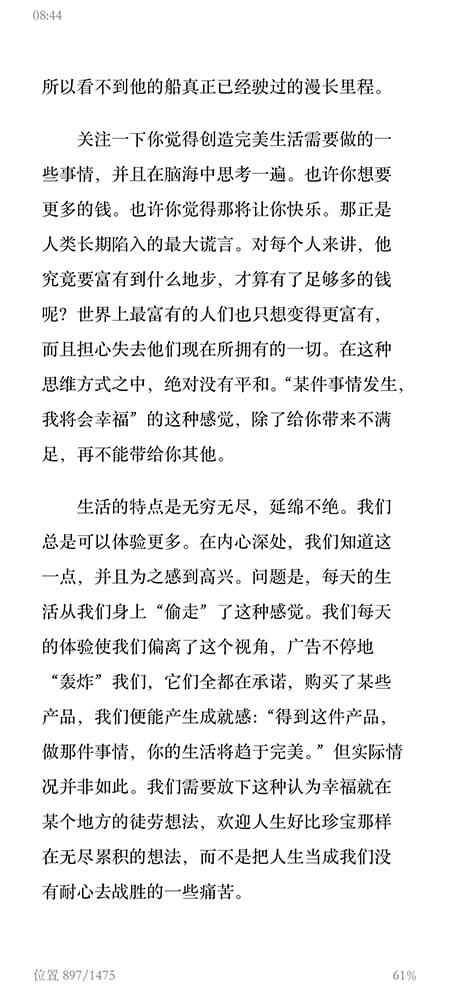 08:44
所以看不到他的船真正已经驶过的漫长里程。
关注一下你觉得创造完美生活需要做的一
些事情，并且在脑海中思考一遍。也许你想要
更多的钱。也许你觉得那将让你快乐。那正是
人类长期陷入的最大谎言。对每个人来讲，他
究竟要富有到什么地步，才算有了足够多的钱
呢？世界上最富有的人们也只想变得更富有，
而且担心失去他们现在所拥有的一切。在这种
思维方式之中，绝对没有平和。“某件事情发生，
我将会幸福”的这种感觉，除了给你带来不满
足，再不能带给你其他。
生活的特点是无穷无尽，延绵不绝。我们
总是可以体验更多。在内心深处，我们知道这
一点，并且为之感到高兴。问题是，每天的生
活从我们身上“偷走”了这种感觉。我们每天
的体验使我们偏离了这个视角，广告不停地
“轰炸”我们，它们全都在承诺，购买了某些
产品，我们便能产生成就感：“得到这件产品，
做那件事情，你的生活将趋于完美。”但实际情
况并非如此。我们需要放下这种认为幸福就在
某个地方的徒劳想法，欢迎人生好比珍宝那样
在无尽累积的想法，而不是把人生当成我们没
有耐心去战胜的一些痛苦。
位置 897/1475
61%